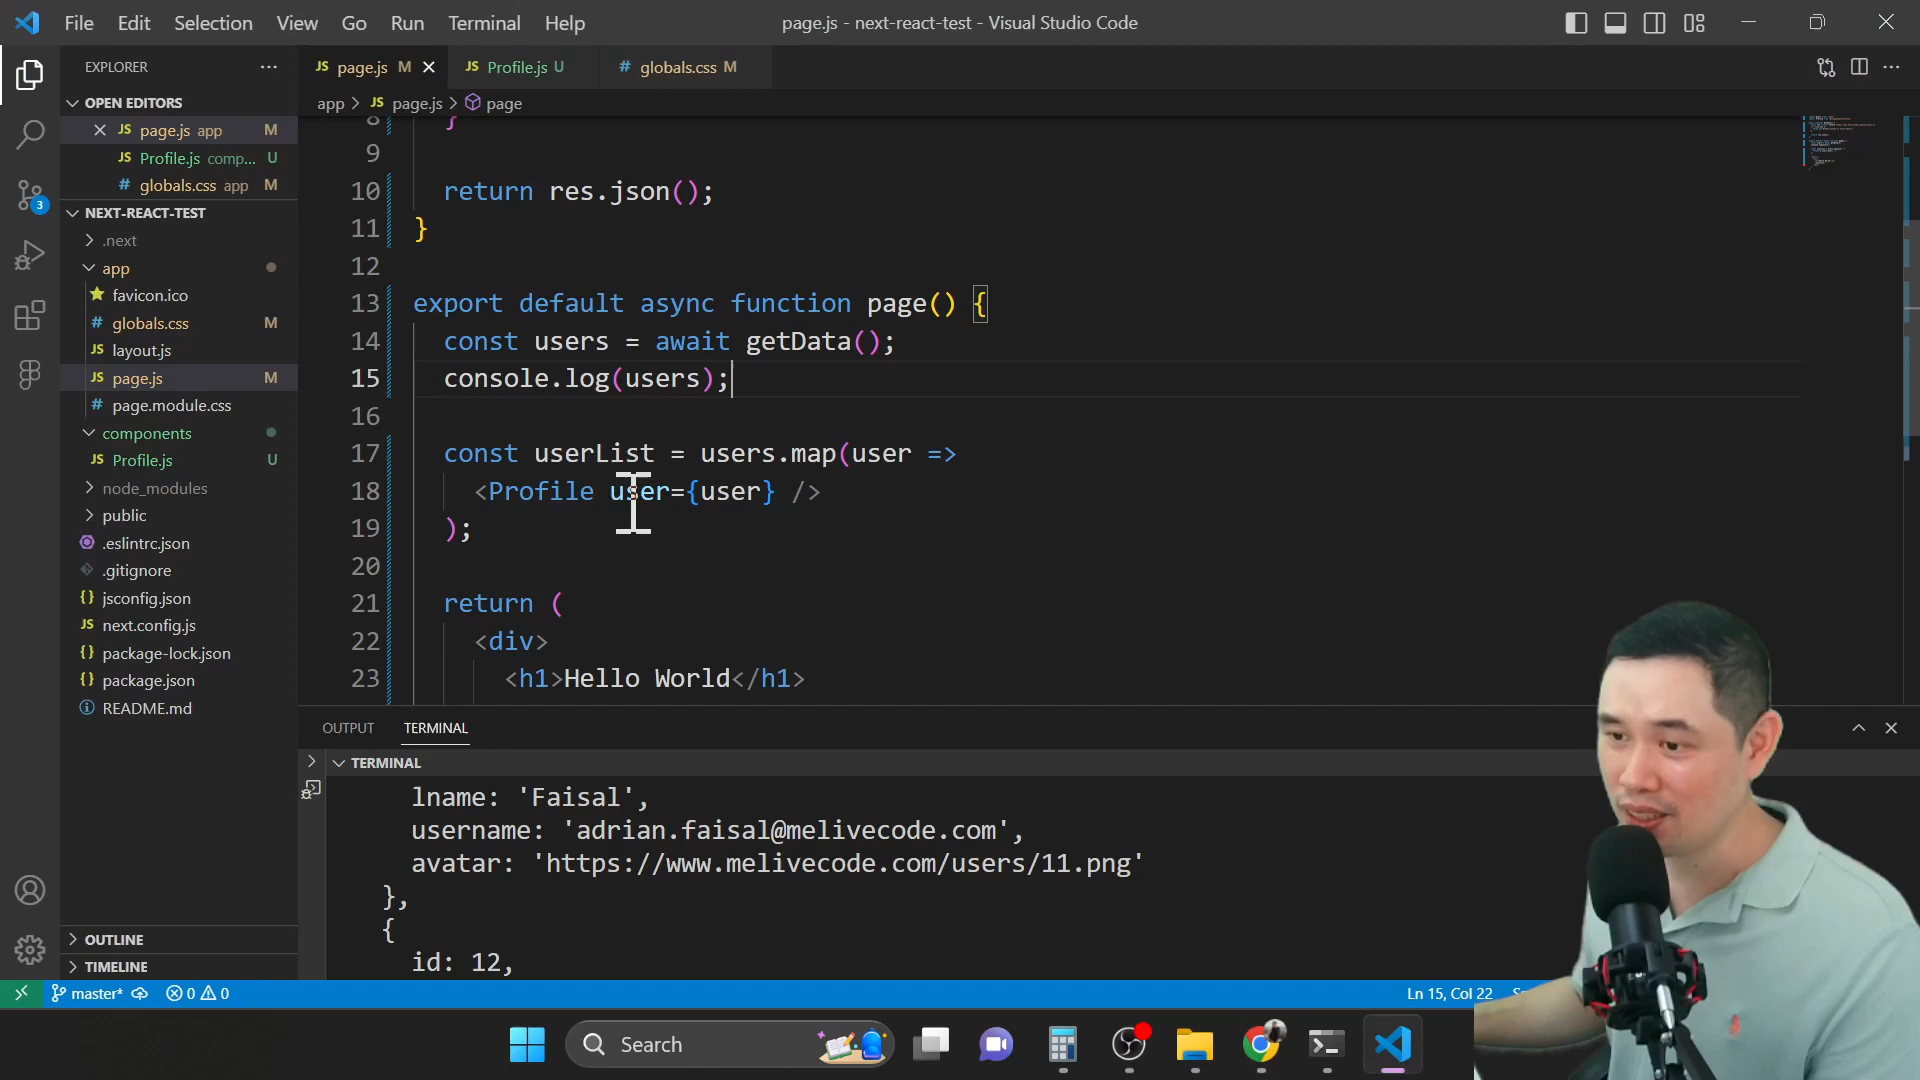 File Edit Selection View Go Run Terminal Help
page.js - next-react-test - Visual Studio Code
EXPLORER
OPEN EDITORS
JS page.js app M
JS Profile.js comp... U
# globals.css app M
NEXT-REACT-TEST
.next
app
favicon.ico
# globals.css M
JS layout.js
JS page.js M
# page.module.css
components
JS Profile.js U
node_modules
public
.eslintrc.json
.gitignore
{} jsconfig.json
JS next.config.js
{} package-lock.json
{} package.json
README.md
OUTLINE
TIMELINE
3
JS page.js M
JS Profile.js U
# globals.css M
app > JS page.js > page
8 }
9
10 return res.json();
11 }
12
13 export default async function page() {
14 const users = await getData();
15 console.log(users);
16
17 const userList = users.map(user =>
18 <Profile user={user} />
19 );
20
21 return (
22 <div>
23 <h1>Hello World</h1>
OUTPUT TERMINAL
TERMINAL
lname: 'Faisal',
username: 'adrian.faisal@melivecode.com',
avatar: 'https://www.melivecode.com/users/11.png'
},
{
id: 12,
master* 0 0
Ln 15, Col 22
Search